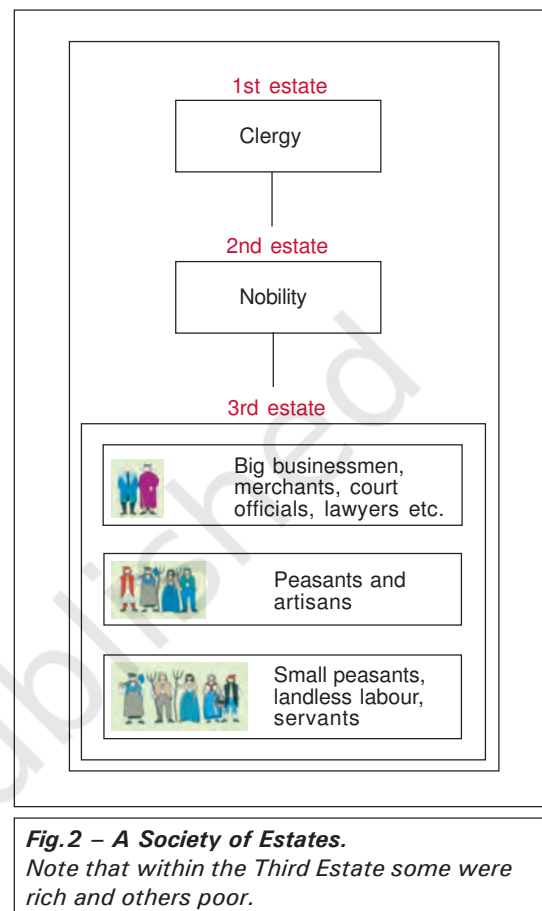 1st estate
Clergy
2nd estate
Nobility
3rd estate
Big businessmen,
merchants, court
officials, lawyers etc.
Peasants and
artisans
Small peasants,
landless labour,
servants
Fig.2 – A Society of Estates.
Note that within the Third Estate some were
rich and others poor.